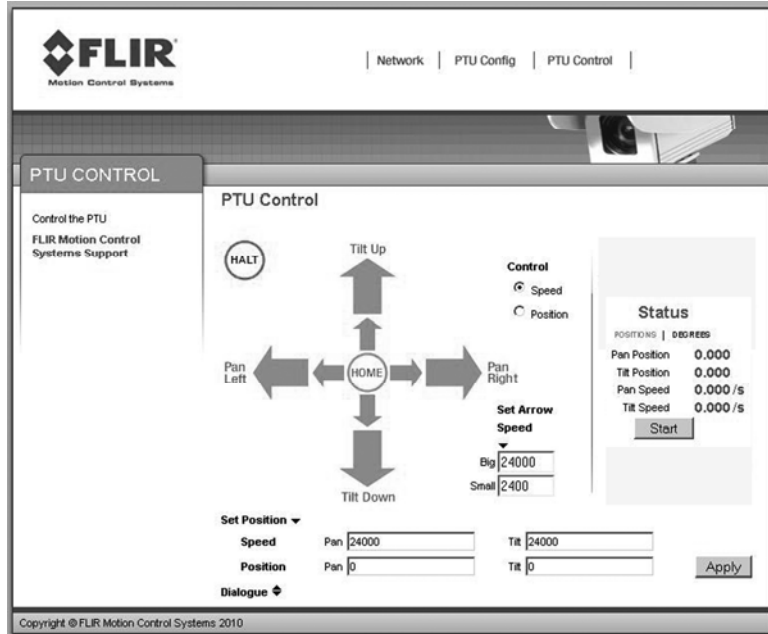 FLIR
Motion Control Systems
| Network | PTU Config | PTU Control |
PTU CONTROL
Control the PTU
FLIR Motion Control
Systems Support
PTU Control
HALT
Tilt Up
Pan
Left
HOME
Pan
Right
Tilt Down
Control
Speed
Position
Set Arrow
Speed
Big 24000
Small 2400
Status
POSITIONS | DEGREES
Pan Position 0.000
Tilt Position 0.000
Pan Speed 0.000 /s
Tilt Speed 0.000 /s
Start
Set Position
Speed Pan 24000 Tilt 24000
Position Pan 0 Tilt 0
Apply
Dialogue
Copyright © FLIR Motion Control Systems 2010